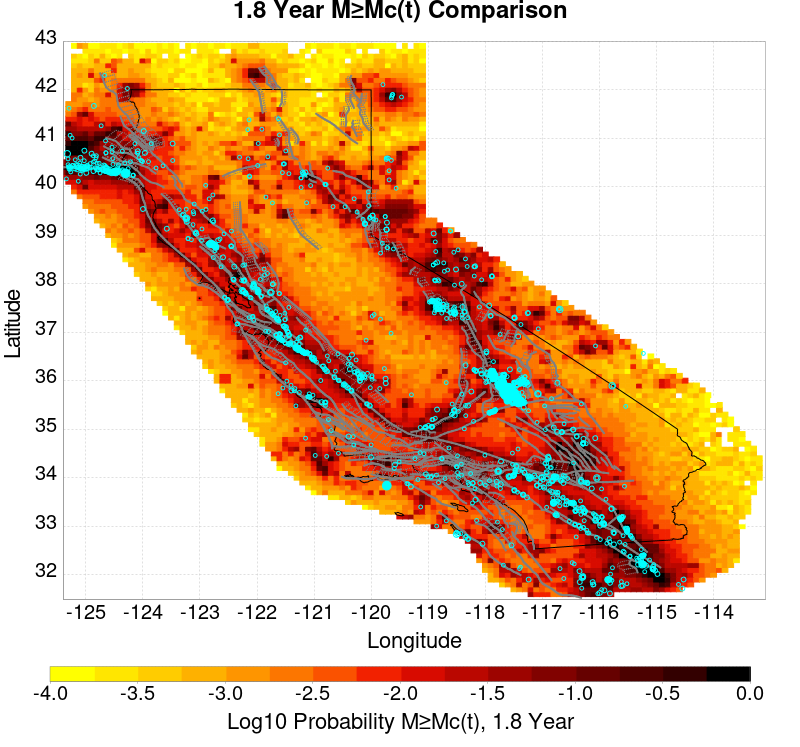 1.8 Year M≥Mc(t) Comparison
43
42
41
40
39
38
37
36
35
34
33
32
Latitude
-125 -124 -123 -122 -121 -120 -119 -118 -117 -116 -115 -114
Longitude
-4.0 -3.5 -3.0 -2.5 -2.0 -1.5 -1.0 -0.5 0.0
Log10 Probability M≥Mc(t), 1.8 Year